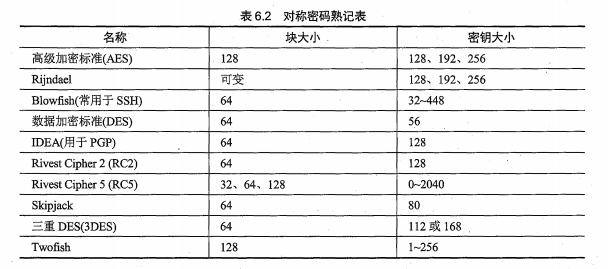 表 6.2 对称密码熟记表
名称 块大小 密钥大小
高级加密标准(AES) 128 128、192、256
Rijndael 可变 128、192、256
Blowfish(常用于 SSH) 64 32~448
数据加密标准(DES) 64 56
IDEA(用于 PGP) 64 128
Rivest Cipher 2 (RC2) 64 128
Rivest Cipher 5 (RC5) 32、64、128 0~2040
Skipjack 64 80
三重 DES(3DES) 64 112 或 168
Twofish 128 1~256